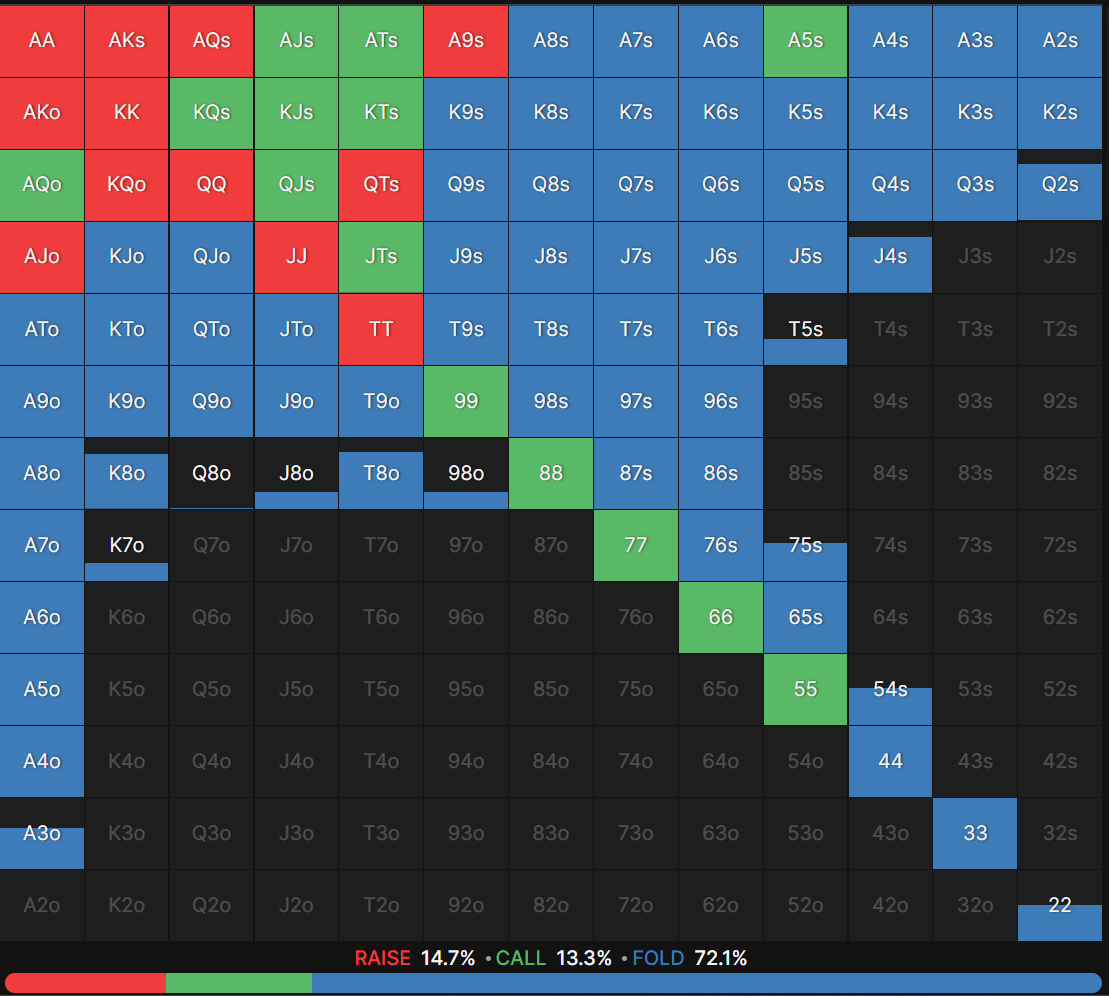 AA AKs AQs AJs ATs A9s A8s A7s A6s A5s A4s A3s A2s
AKo KK KQs KJs KTs K9s K8s K7s K6s K5s K4s K3s K2s
AQo KQo QQ QJs QTs Q9s Q8s Q7s Q6s Q5s Q4s Q3s Q2s
AJo KJo QJo JJ JTs J9s J8s J7s J6s J5s J4s J3s J2s
ATo KTo QTo JTo TT T9s T8s T7s T6s T5s T4s T3s T2s
A9o K9o Q9o J9o T9o 99 98s 97s 96s 95s 94s 93s 92s
A8o K8o Q8o J8o T8o 98o 88 87s 86s 85s 84s 83s 82s
A7o K7o Q7o J7o T7o 97o 87o 77 76s 75s 74s 73s 72s
A6o K6o Q6o J6o T6o 96o 86o 76o 66 65s 64s 63s 62s
A5o K5o Q5o J5o T5o 95o 85o 75o 65o 55 54s 53s 52s
A4o K4o Q4o J4o T4o 94o 84o 74o 64o 54o 44 43s 42s
A3o K3o Q3o J3o T3o 93o 83o 73o 63o 53o 43o 33 32s
A2o K2o Q2o J2o T2o 92o 82o 72o 62o 52o 42o 32o 22
RAISE 14.7% • CALL 13.3% • FOLD 72.1%